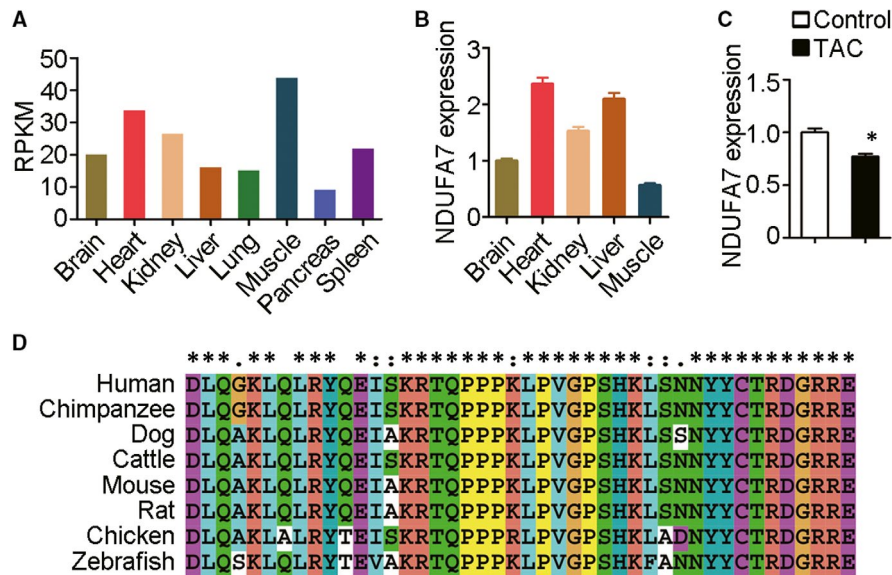 A
RPKM
50
40
30
20
10
0
Brain
Heart
Kidney
Liver
Lung
Muscle
Pancreas
Spleen
B
NDUFA7 expression
3
2
1
0
Brain
Heart
Kidney
Liver
Muscle
C
Control
TAC
NDUFA7 expression
1.5
1.0
0.5
0
*
D
***.** *** *::*******:********::.***********
Human DLQGKLQLRYQEISKRTQPPPKLPVGPSHKLSNNYYCTRDGRRE
Chimpanzee DLQGKLQLRYQEISKRTQPPPKLPVGPSHKLSNNYYCTRDGRRE
Dog DLQAKLQLRYQEIAKRTQPPPKLPVGPSHKLSSNYYCTRDGRRE
Cattle DLQAKLQLRYQEISKRTQPPPKLPVGPSHKLSNNYYCTRDGRRE
Mouse DLQAKLQLRYQEIAKRTQPPPKLPVGPSHKLSNNYYCTRDGRRE
Rat DLQAKLQLRYQEIAKRTQPPPKLPVGPSHKLSNNYYCTRDGRRE
Chicken DLQAKLALRYTEISKRTQPPPRLPVGPSHKLADNYYCTRDGRRE
Zebrafish DLQSKLQLRYTEVAKRTQPPPKLPVGPSHKFANNYYCTRDGRRE